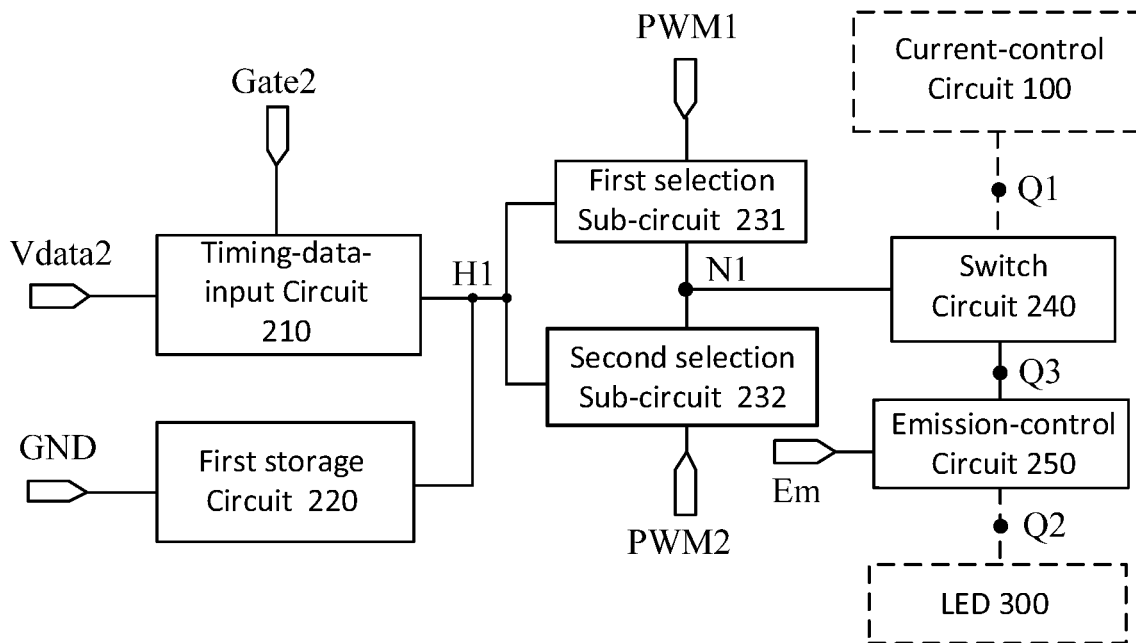 PWM1
Current-control
Circuit 100
Gate2
Q1
First selection
Sub-circuit 231
Vdata2
Timing-data-
input Circuit
210
H1
N1
Switch
Circuit 240
Second selection
Sub-circuit 232
Q3
GND
First storage
Circuit 220
Emission-control
Circuit 250
Em
PWM2
Q2
LED 300